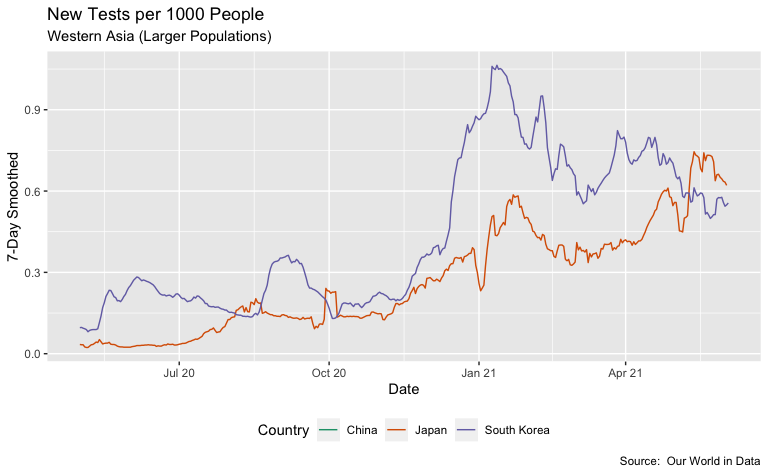 New Tests per 1000 People
Western Asia (Larger Populations)
7-Day Smoothed
0.9
0.6
0.3
0.0
Jul 20 Oct 20 Jan 21 Apr 21
Date
Country China Japan South Korea
Source: Our World in Data